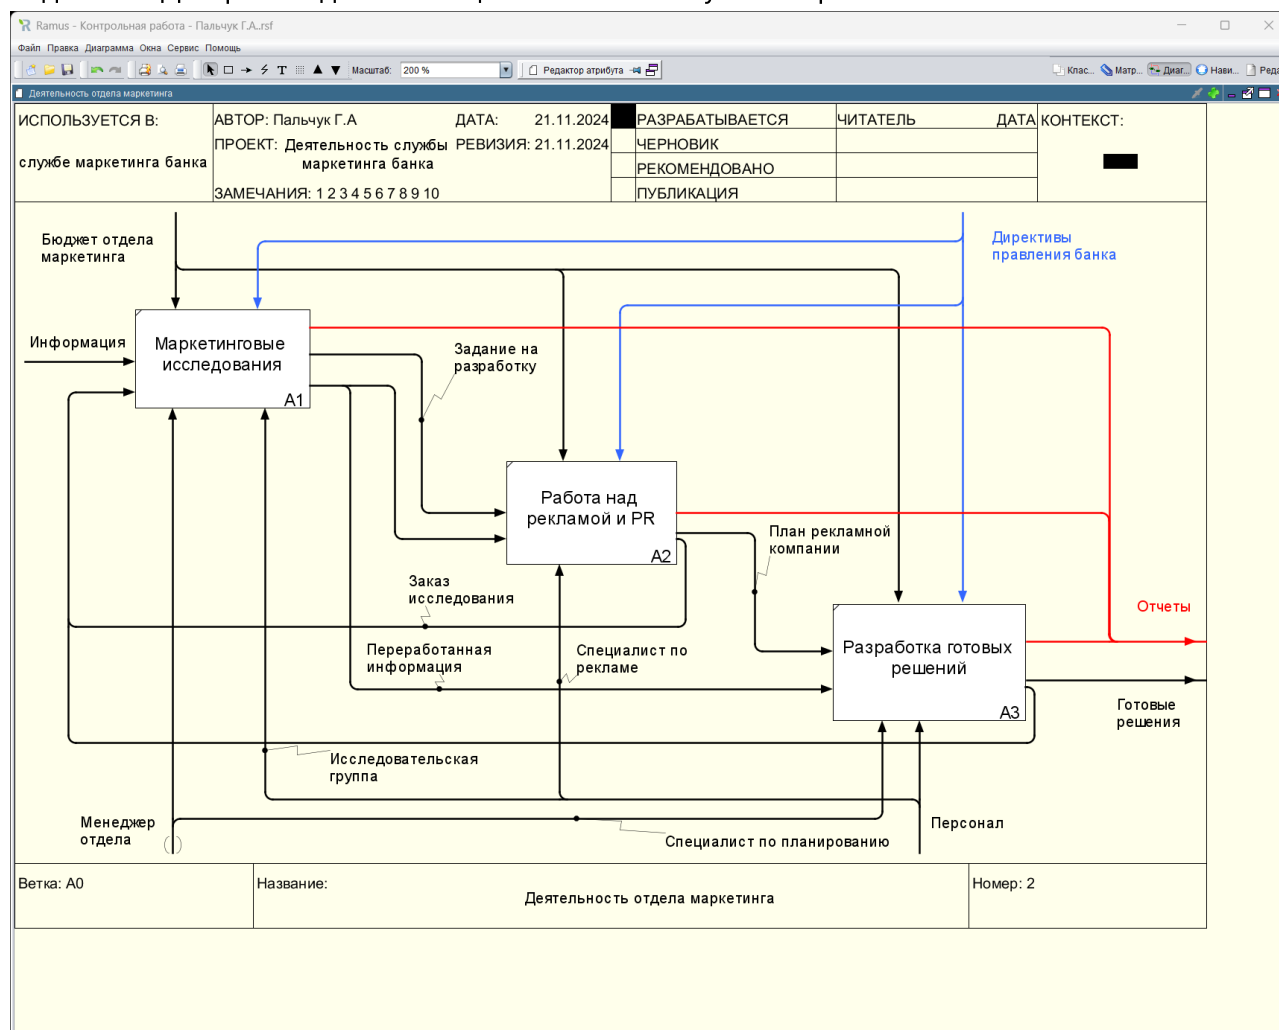 Ramus - Контрольная работа - Пальчук Г.А..rsf
Файл Правка Диаграмма Окна Сервис Помощь
Масштаб: 200 % Редактор атрибута Клас... Матр... Диаг... Нави... Реда
Деятельность отдела маркетинга
ИСПОЛЬЗУЕТСЯ В:
службе маркетинга банка
АВТОР: Пальчук Г.А
ДАТА: 21.11.2024
ПРОЕКТ: Деятельность службы
маркетинга банка
РЕВИЗИЯ: 21.11.2024
ЗАМЕЧАНИЯ: 1 2 3 4 5 6 7 8 9 10
РАЗРАБАТЫВАЕТСЯ
ЧЕРНОВИК
РЕКОМЕНДОВАНО
ПУБЛИКАЦИЯ
ЧИТАТЕЛЬ
ДАТА
КОНТЕКСТ:
Бюджет отдела
маркетинга
Директивы
правления банка
Информация
Маркетинговые
исследования
A1
Задание на
разработку
Работа над
рекламой и PR
A2
План рекламной
компании
Заказ
исследования
Отчеты
Переработанная
информация
Специалист по
рекламе
Разработка готовых
решений
A3
Готовые
решения
Исследовательская
группа
Менеджер
отдела
Персонал
Специалист по планированию
Ветка: A0
Название:
Деятельность отдела маркетинга
Номер: 2